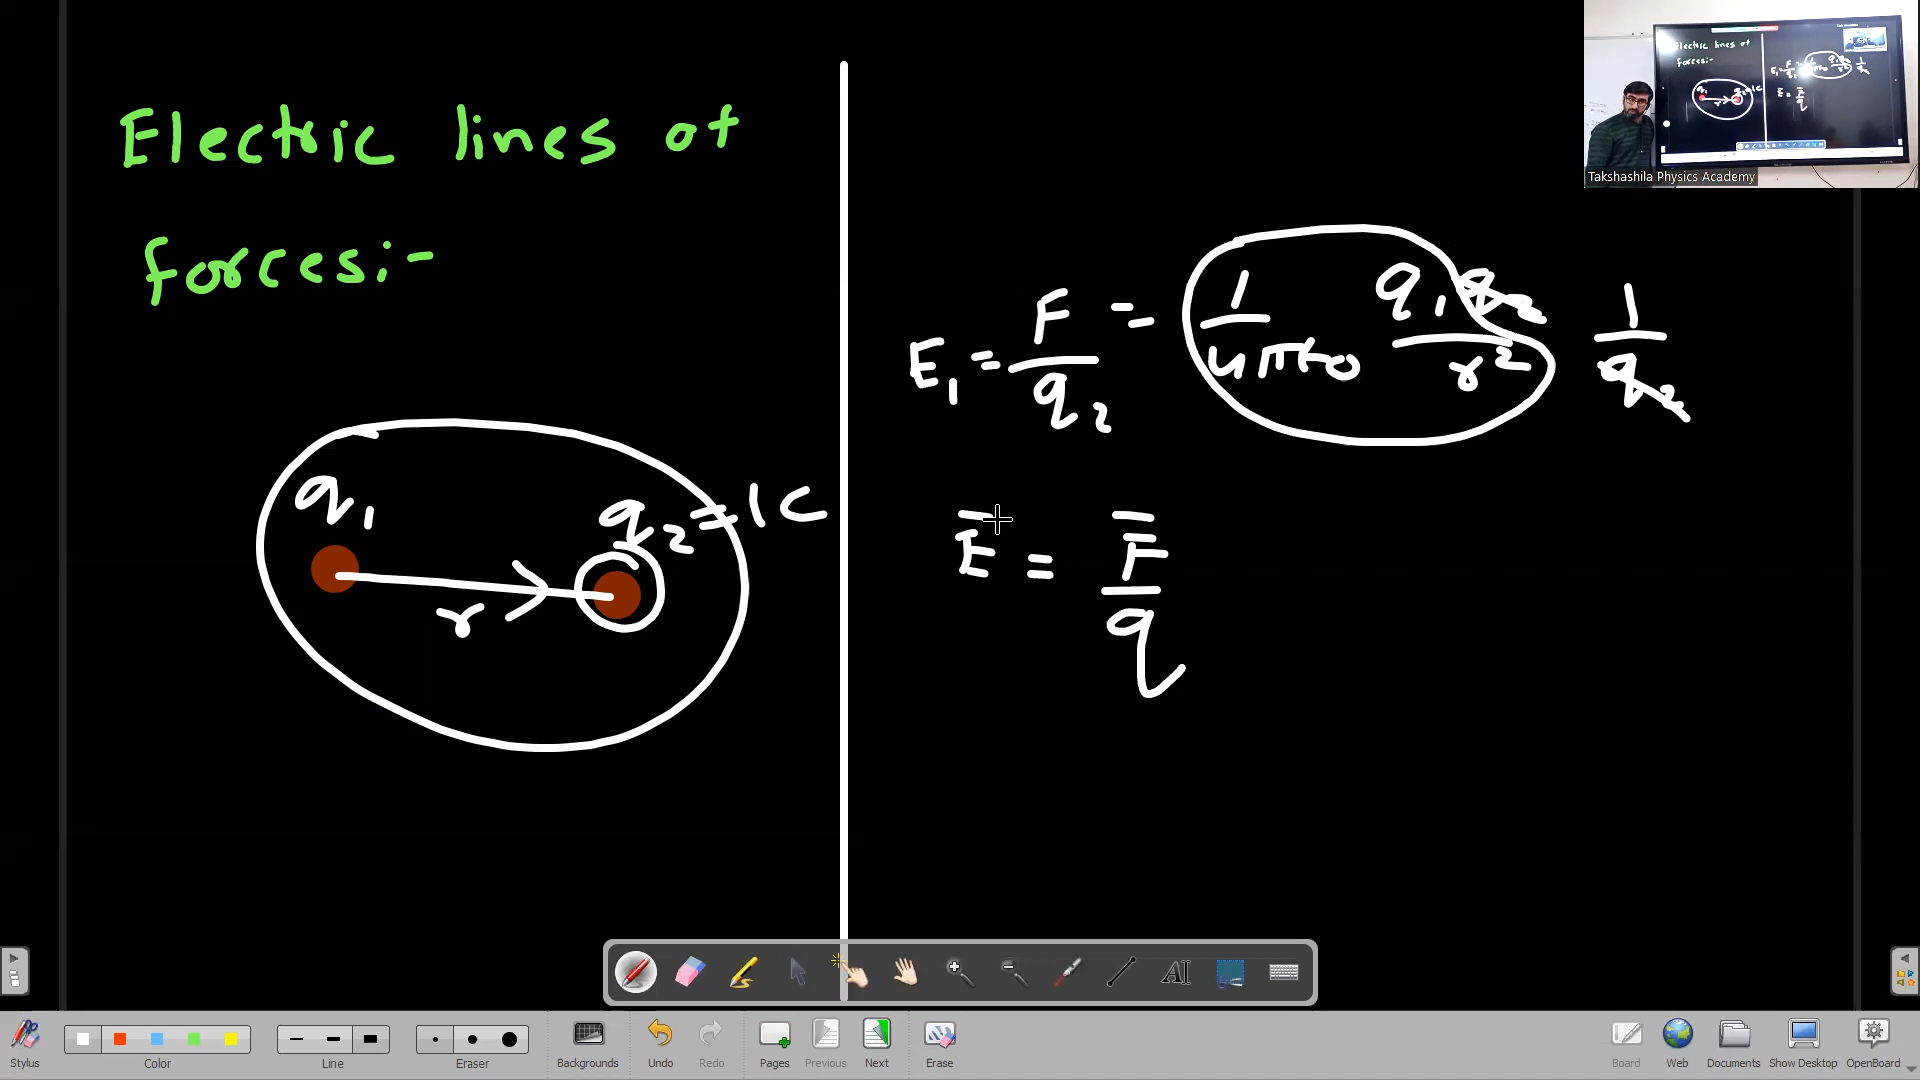 Electric lines of
forces:-
q1
q2=1C
r
E1 = F/q2 = 1/4πε0 q1q2/r² 1/q2
E̅ = F̅/q
Takshashila Physics Academy
Stylus
Color
Line
Eraser
Backgrounds
Undo
Redo
Pages
Previous
Next
Erase
Board
Web
Documents
Show Desktop
OpenBoard